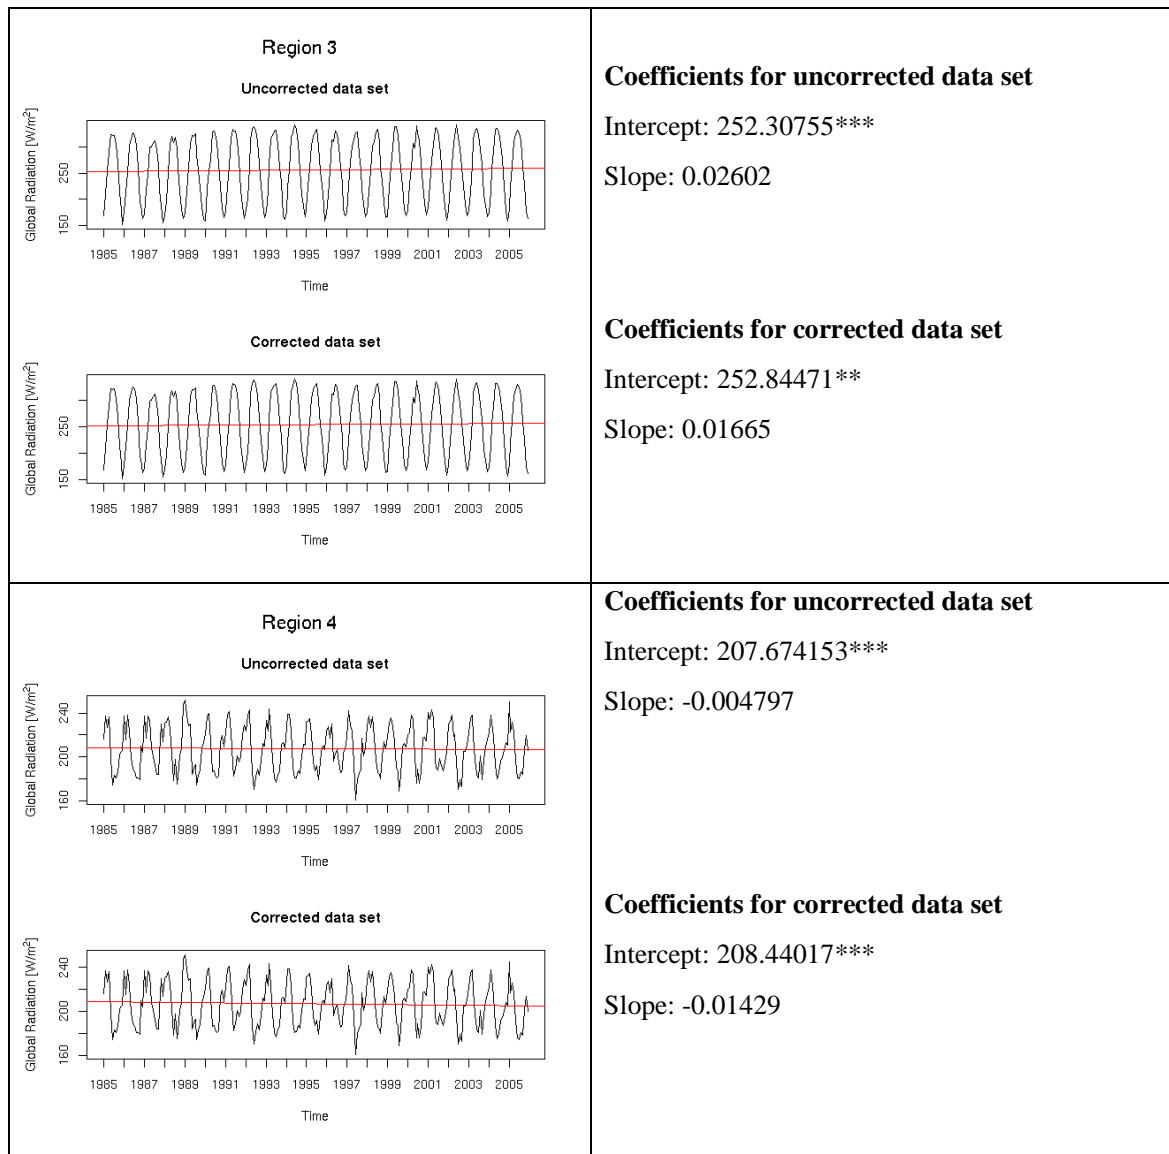 Region 3
Uncorrected data set
Global Radiation [W/m²]
250
150
1985 1987 1989 1991 1993 1995 1997 1999 2001 2003 2005
Time
Corrected data set
Global Radiation [W/m²]
250
150
1985 1987 1989 1991 1993 1995 1997 1999 2001 2003 2005
Time
Coefficients for uncorrected data set
Intercept: 252.30755***
Slope: 0.02602
Coefficients for corrected data set
Intercept: 252.84471**
Slope: 0.01665
Region 4
Uncorrected data set
Global Radiation [W/m²]
240
200
160
1985 1987 1989 1991 1993 1995 1997 1999 2001 2003 2005
Time
Corrected data set
Global Radiation [W/m²]
240
200
160
1985 1987 1989 1991 1993 1995 1997 1999 2001 2003 2005
Time
Coefficients for uncorrected data set
Intercept: 207.674153***
Slope: -0.004797
Coefficients for corrected data set
Intercept: 208.44017***
Slope: -0.01429